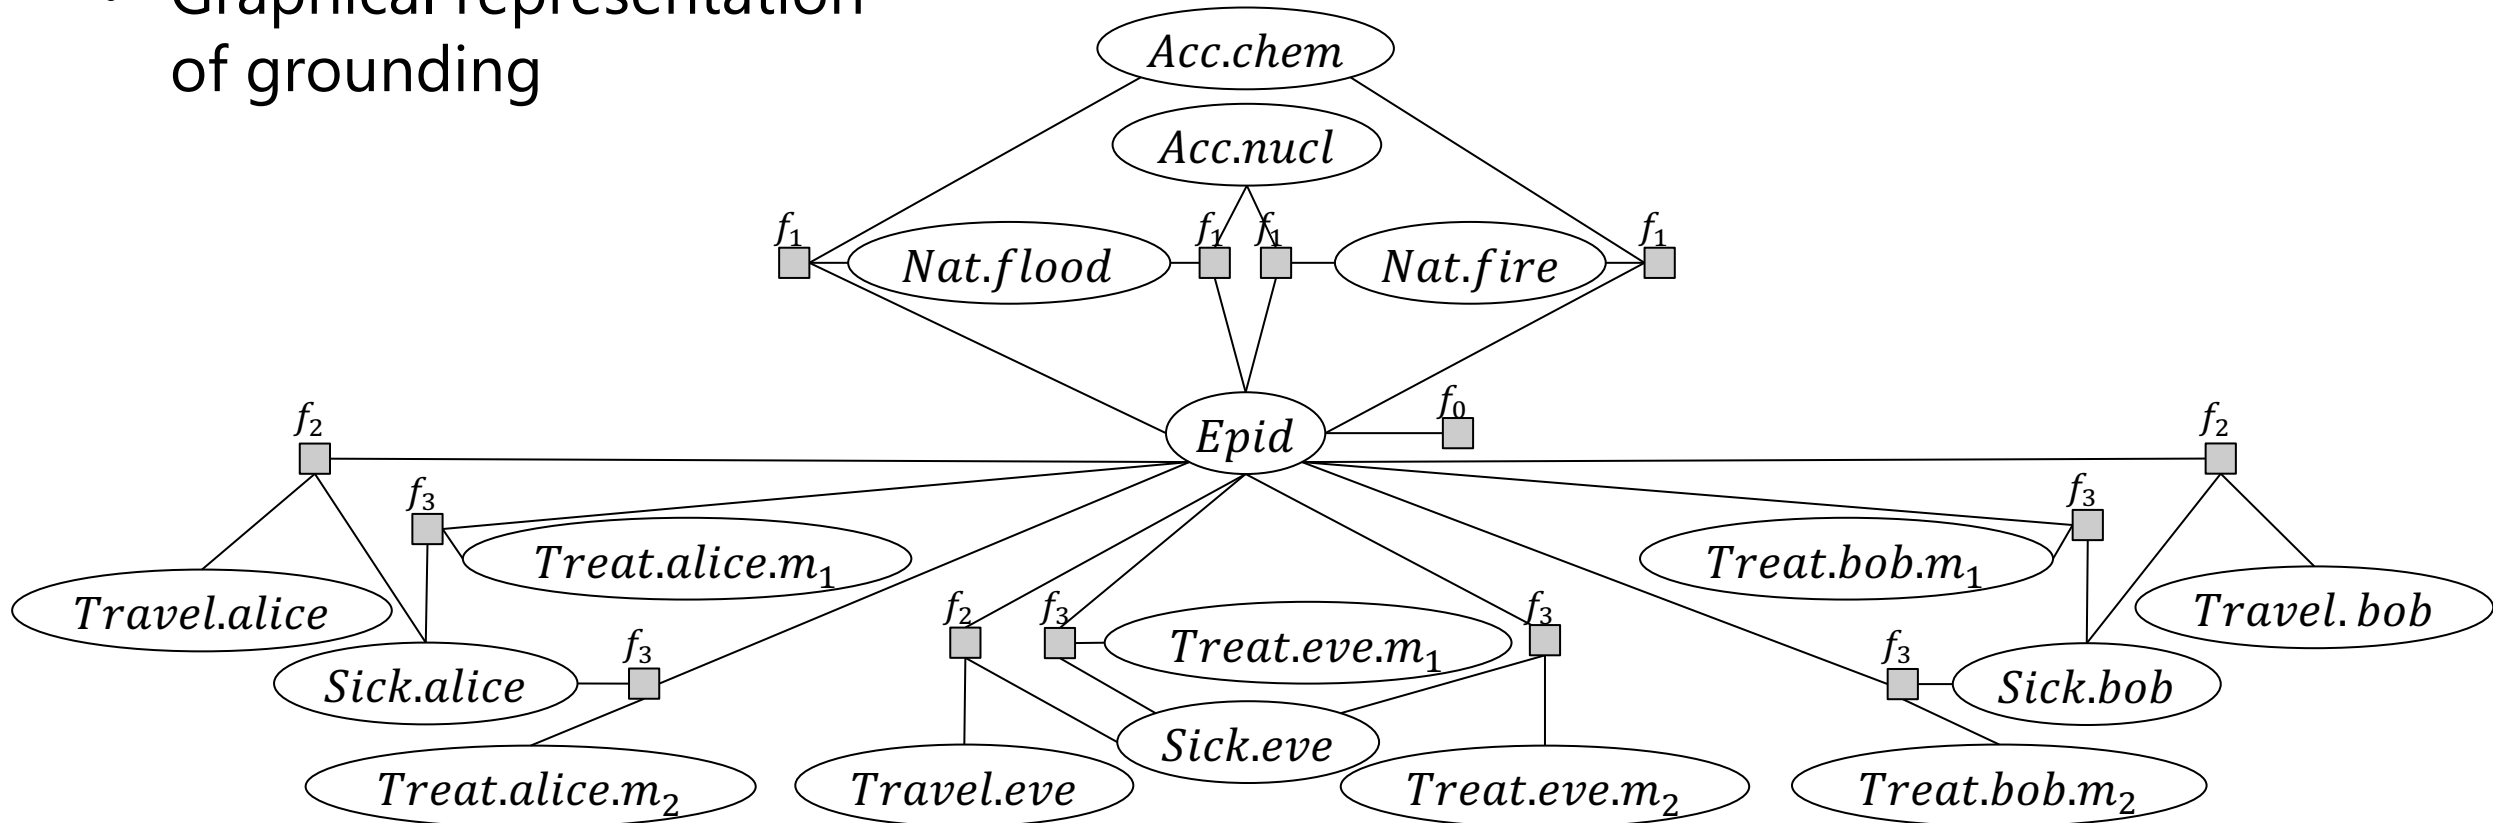 • Graphical representation
of grounding
Acc.chem
Acc.nucl
f₁
f₁
f₁
f₁
Nat.flood
Nat.fire
Epid
f₀
f₂
f₂
f₃
f₃
Treat.alice.m₁
Treat.bob.m₁
Travel.alice
Travel. bob
f₂
f₃
f₃
Treat.eve.m₁
f₃
f₃
Sick.alice
Sick.bob
Sick.eve
Treat.alice.m₂
Travel.eve
Treat.eve.m₂
Treat.bob.m₂